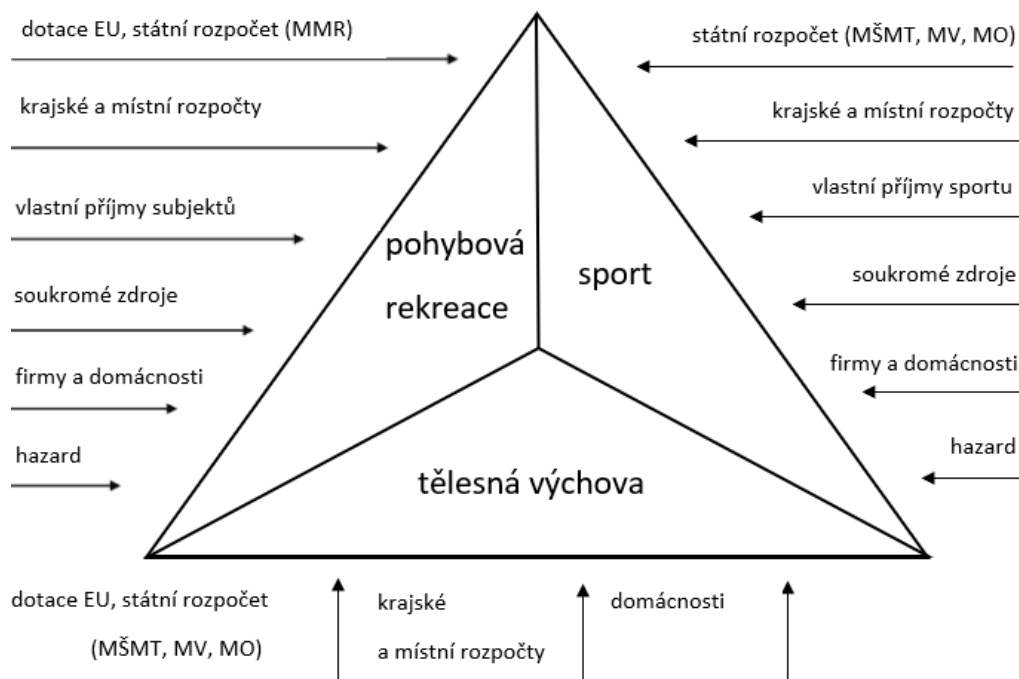 dotace EU, státní rozpočet (MMR)
krajské a místní rozpočty
vlastní příjmy subjektů
soukromé zdroje
firmy a domácnosti
hazard
pohybová
rekreace
sport
tělesná výchova
státní rozpočet (MŠMT, MV, MO)
krajské a místní rozpočty
vlastní příjmy sportu
soukromé zdroje
firmy a domácnosti
hazard
dotace EU, státní rozpočet
(MŠMT, MV, MO)
krajské
a místní rozpočty
domácnosti